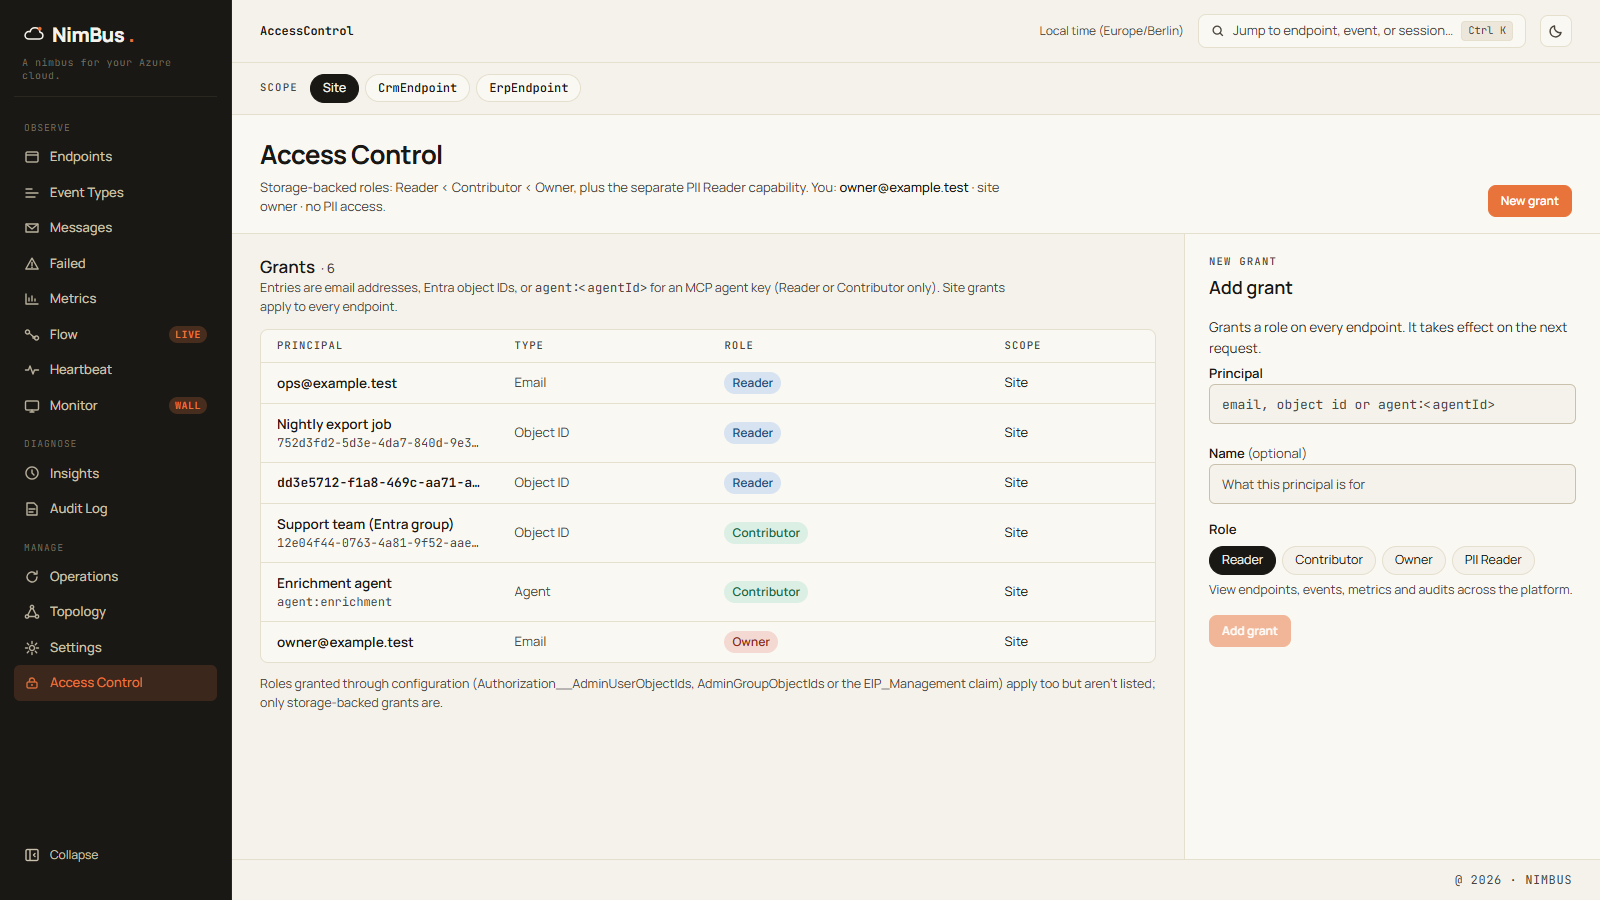 NimBus.
A nimbus for your Azure
cloud.
OBSERVE
Endpoints
Event Types
Messages
Failed
Metrics
Flow LIVE
Heartbeat
Monitor WALL
DIAGNOSE
Insights
Audit Log
MANAGE
Operations
Topology
Settings
Access Control
Collapse
AccessControl
Local time (Europe/Berlin)
Jump to endpoint, event, or session... Ctrl K
SCOPE Site CrmEndpoint ErpEndpoint
Access Control
Storage-backed roles: Reader < Contributor < Owner, plus the separate PII Reader capability. You: owner@example.test · site
owner · no PII access.
New grant
Grants · 6
Entries are email addresses, Entra object IDs, or agent:<agentId> for an MCP agent key (Reader or Contributor only). Site grants
apply to every endpoint.
PRINCIPAL TYPE ROLE SCOPE
ops@example.test Email Reader Site
Nightly export job
752d3fd2-5d3e-4da7-840d-9e3… Object ID Reader Site
dd3e5712-f1a8-469c-aa71-a… Object ID Reader Site
Support team (Entra group)
12e04f44-0763-4a81-9f52-aae… Object ID Contributor Site
Enrichment agent
agent:enrichment Agent Contributor Site
owner@example.test Email Owner Site
Roles granted through configuration (Authorization__AdminUserObjectIds, AdminGroupObjectIds or the EIP_Management claim) apply too but aren't listed;
only storage-backed grants are.
NEW GRANT
Add grant
Grants a role on every endpoint. It takes effect on the next
request.
Principal
email, object id or agent:<agentId>
Name (optional)
What this principal is for
Role
Reader Contributor Owner PII Reader
View endpoints, events, metrics and audits across the platform.
Add grant
@ 2026 · NIMBUS